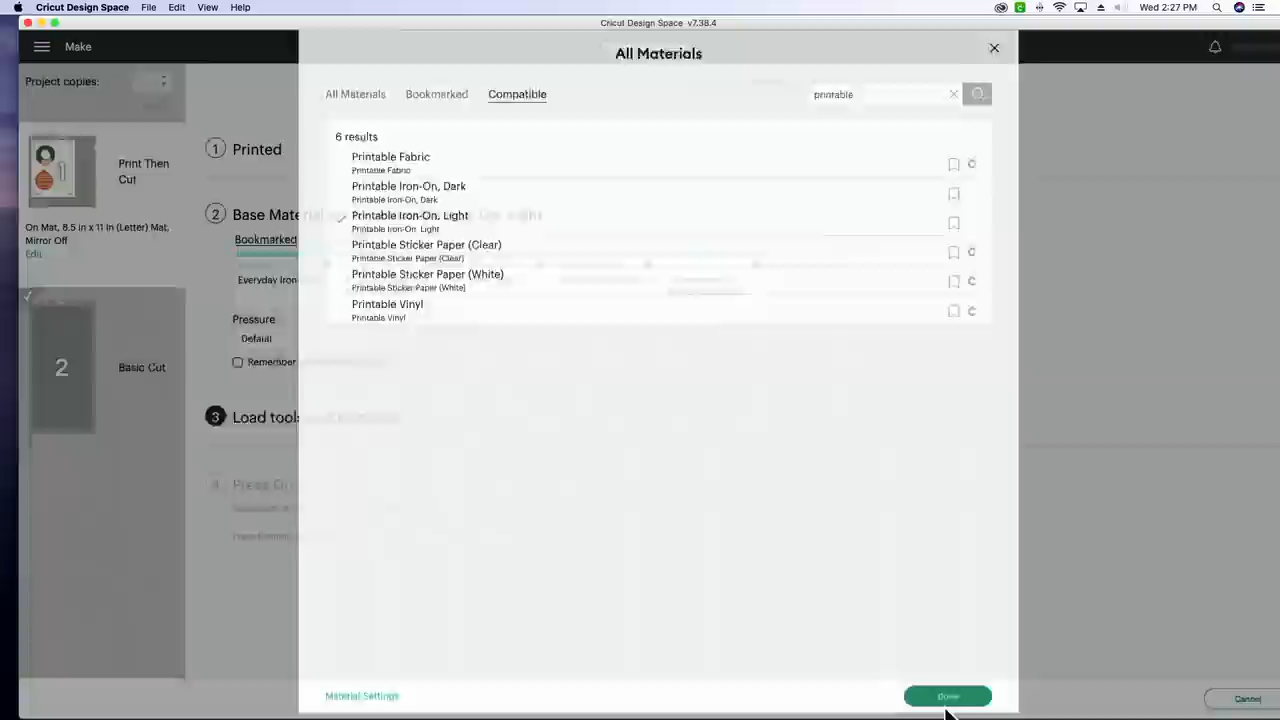 Cricut Design Space File Edit View Help Wed 2:27 PM
Cricut Design Space v7.38.4
Make
All Materials
Project copies:
All Materials Bookmarked Compatible printable
6 results
1 Printed
Print Then
Cut
Printable Fabric
Printable Fabric
Printable Iron-On, Dark
Printable Iron-On, Dark
2 Base Material
Printable Iron-On, Light
Printable Iron-On, Light
On Mat, 8.5 in x 11 in (Letter) Mat,
Mirror Off
Edit
Bookmarked
Printable Sticker Paper (Clear)
Printable Sticker Paper (Clear)
Everyday Iron-
Printable Sticker Paper (White)
Printable Sticker Paper (White)
Printable Vinyl
Printable Vinyl
Pressure
Default
Remember
2 Basic Cut
3 Load tools
4 Press
Material Settings Done Cancel